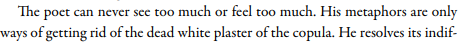 The poet can never see too much or feel too much. His metaphors are only
ways of getting rid of the dead white plaster of the copula. He resolves its indif-